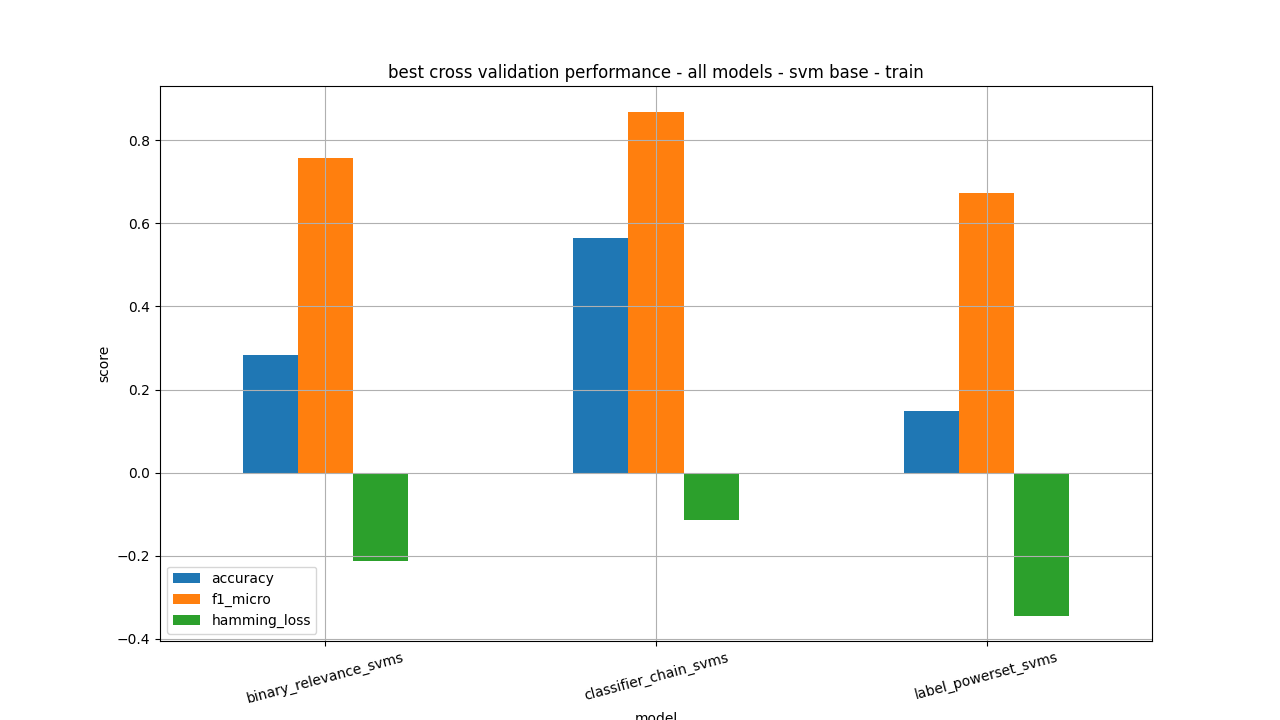 best cross validation performance - all models - svm base - train
0.8
0.6
0.4
0.2
0.0
−0.2
−0.4
score
accuracy
f1_micro
hamming_loss
binary_relevance_svms
classifier_chain_svms
label_powerset_svms
model